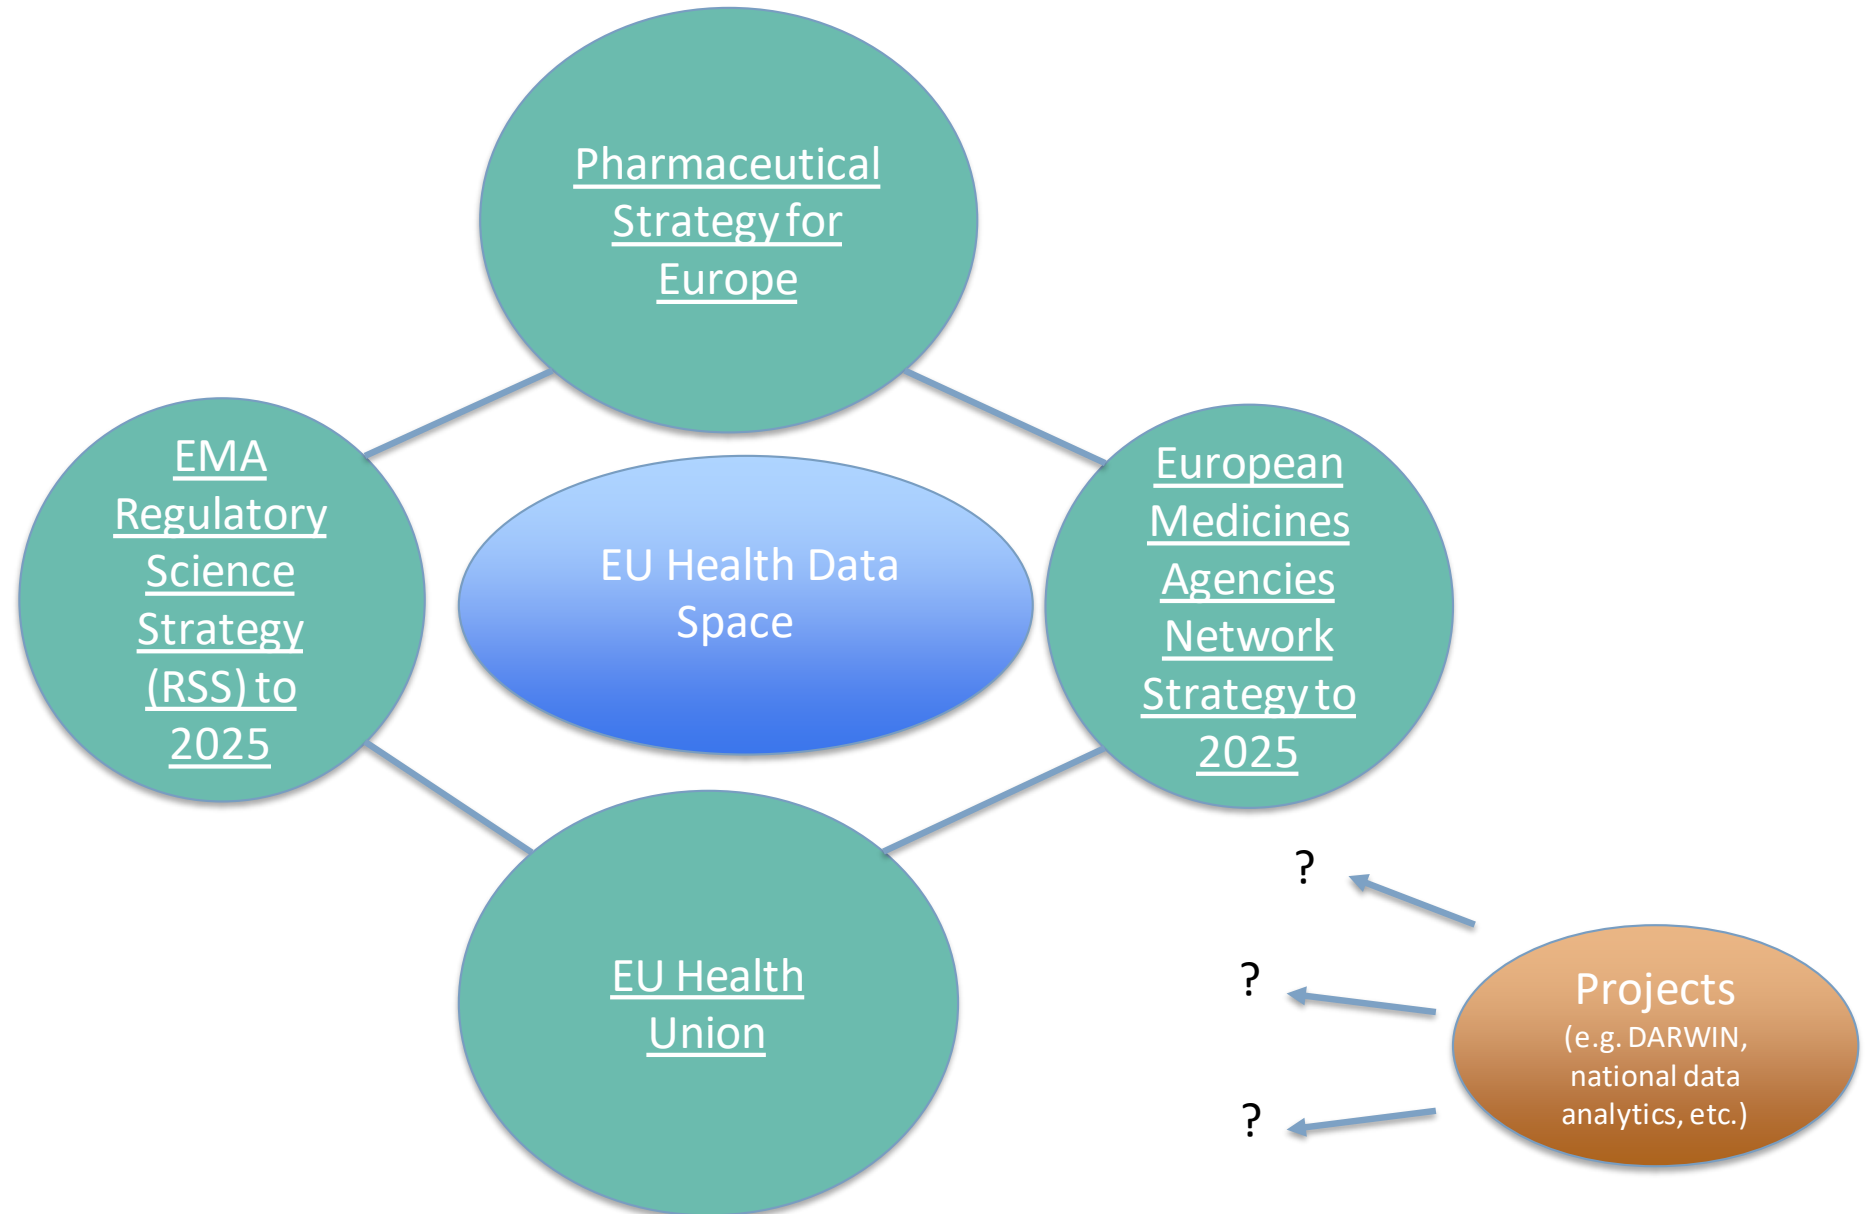 Pharmaceutical
Strategy for
Europe
EMA
Regulatory
Science
Strategy
(RSS) to
2025
EU Health Data
Space
European
Medicines
Agencies
Network
Strategy to
2025
EU Health
Union
?
?
?
Projects
(e.g. DARWIN,
national data
analytics, etc.)